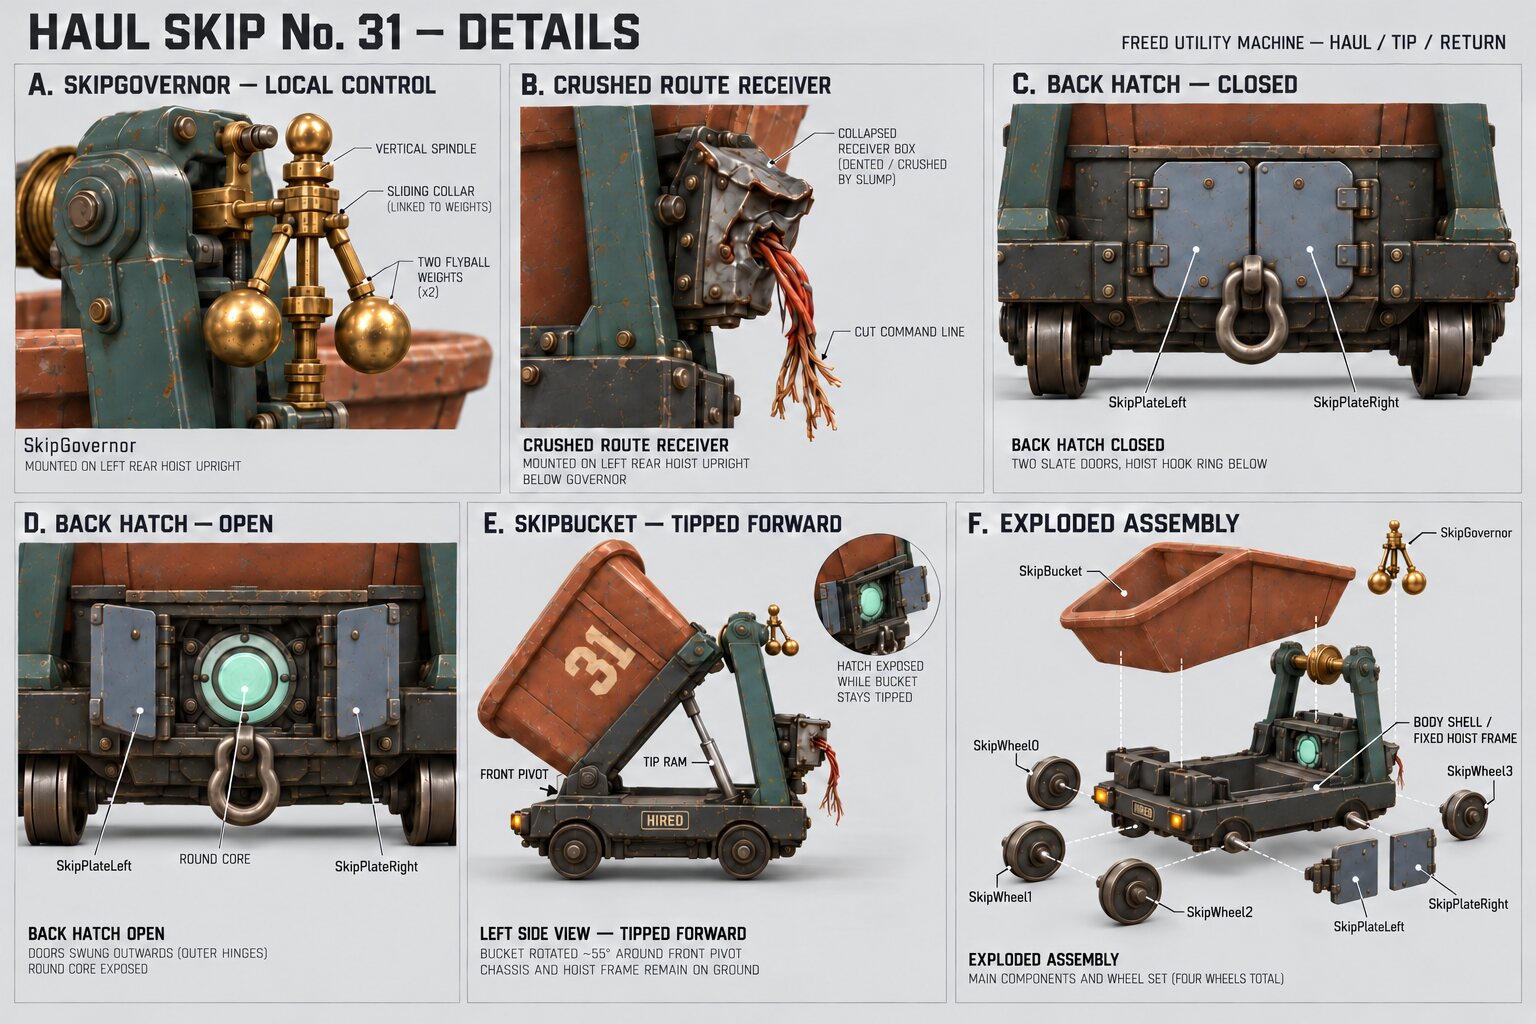 HAUL SKIP No. 31 — DETAILS
FREED UTILITY MACHINE — HAUL / TIP / RETURN
A. SKIPGOVERNOR — LOCAL CONTROL
VERTICAL SPINDLE
SLIDING COLLAR
(LINKED TO WEIGHTS)
TWO FLYBALL
WEIGHTS
(x2)
SkipGovernor
MOUNTED ON LEFT REAR HOIST UPRIGHT
B. CRUSHED ROUTE RECEIVER
COLLAPSED
RECEIVER BOX
(DENTED / CRUSHED
BY SLUMP)
CUT COMMAND LINE
CRUSHED ROUTE RECEIVER
MOUNTED ON LEFT REAR HOIST UPRIGHT
BELOW GOVERNOR
C. BACK HATCH — CLOSED
SkipPlateLeft
SkipPlateRight
BACK HATCH CLOSED
TWO SLATE DOORS, HOIST HOOK RING BELOW
D. BACK HATCH — OPEN
SkipPlateLeft
ROUND CORE
SkipPlateRight
BACK HATCH OPEN
DOORS SWUNG OUTWARDS (OUTER HINGES)
ROUND CORE EXPOSED
E. SKIPBUCKET — TIPPED FORWARD
31
HATCH EXPOSED
WHILE BUCKET
STAYS TIPPED
FRONT PIVOT
TIP RAM
HIRED
LEFT SIDE VIEW — TIPPED FORWARD
BUCKET ROTATED ~55° AROUND FRONT PIVOT
CHASSIS AND HOIST FRAME REMAIN ON GROUND
F. EXPLODED ASSEMBLY
SkipGovernor
SkipBucket
BODY SHELL /
FIXED HOIST FRAME
SkipWheel0
SkipWheel3
HIRED
SkipWheel1
SkipWheel2
SkipPlateRight
SkipPlateLeft
EXPLODED ASSEMBLY
MAIN COMPONENTS AND WHEEL SET (FOUR WHEELS TOTAL)